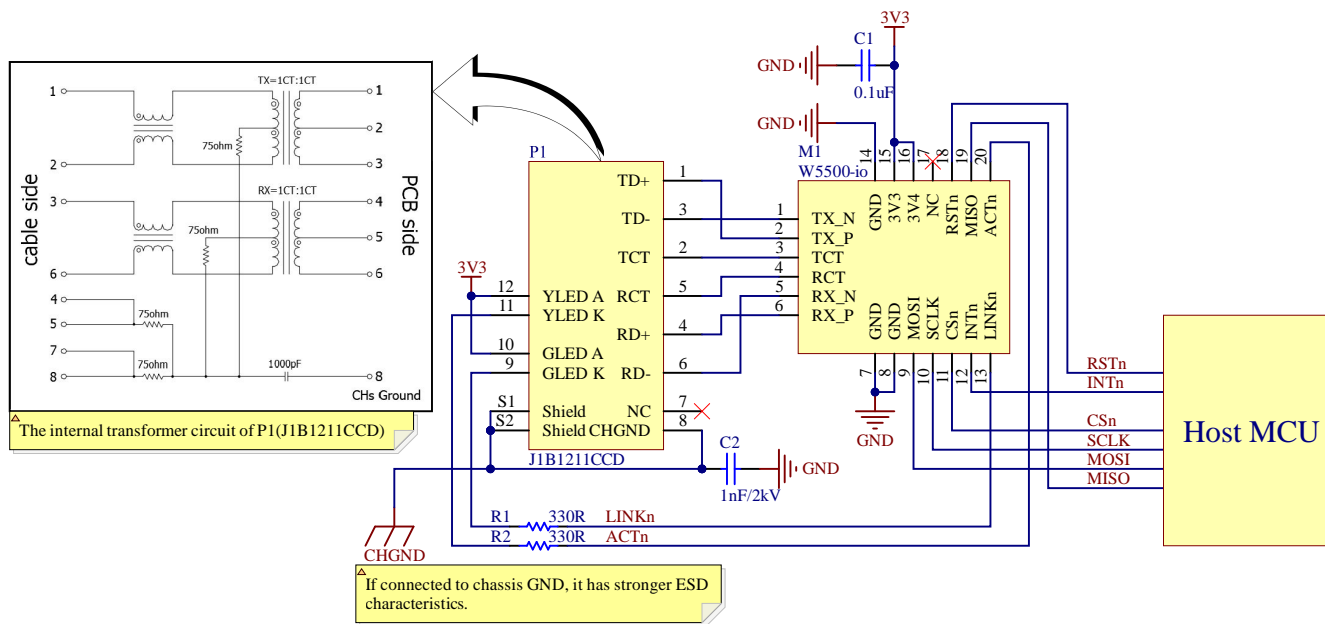 cable side
PCB side
TX=1CT:1CT
RX=1CT:1CT
1
2
3
6
4
5
7
8
1
2
3
4
5
6
8
75ohm
75ohm
75ohm
75ohm
1000pF
CHs Ground
The internal transformer circuit of P1(J1B1211CCD)
P1
TD+
TD-
TCT
RCT
RD+
RD-
NC
CHGND
YLED A
YLED K
GLED A
GLED K
Shield
Shield
1
3
2
5
4
6
7
8
12
11
10
9
S1
S2
J1B1211CCD
3V3
3V3
C1
0.1uF
GND
GND
M1
W5500-io
14
15
16
17
18
19
20
GND
3V3
3V4
NC
RSTn
MISO
ACTn
1
2
3
4
5
6
TX_N
TX_P
TCT
RCT
RX_N
RX_P
GND
GND
MOSI
SCLK
CSn
INTn
LINKn
7
8
9
10
11
12
13
GND
C2
1nF/2kV
GND
CHGND
R1 330R LINKn
R2 330R ACTn
If connected to chassis GND, it has stronger ESD
characteristics.
RSTn
INTn
CSn
SCLK
MOSI
MISO
Host MCU